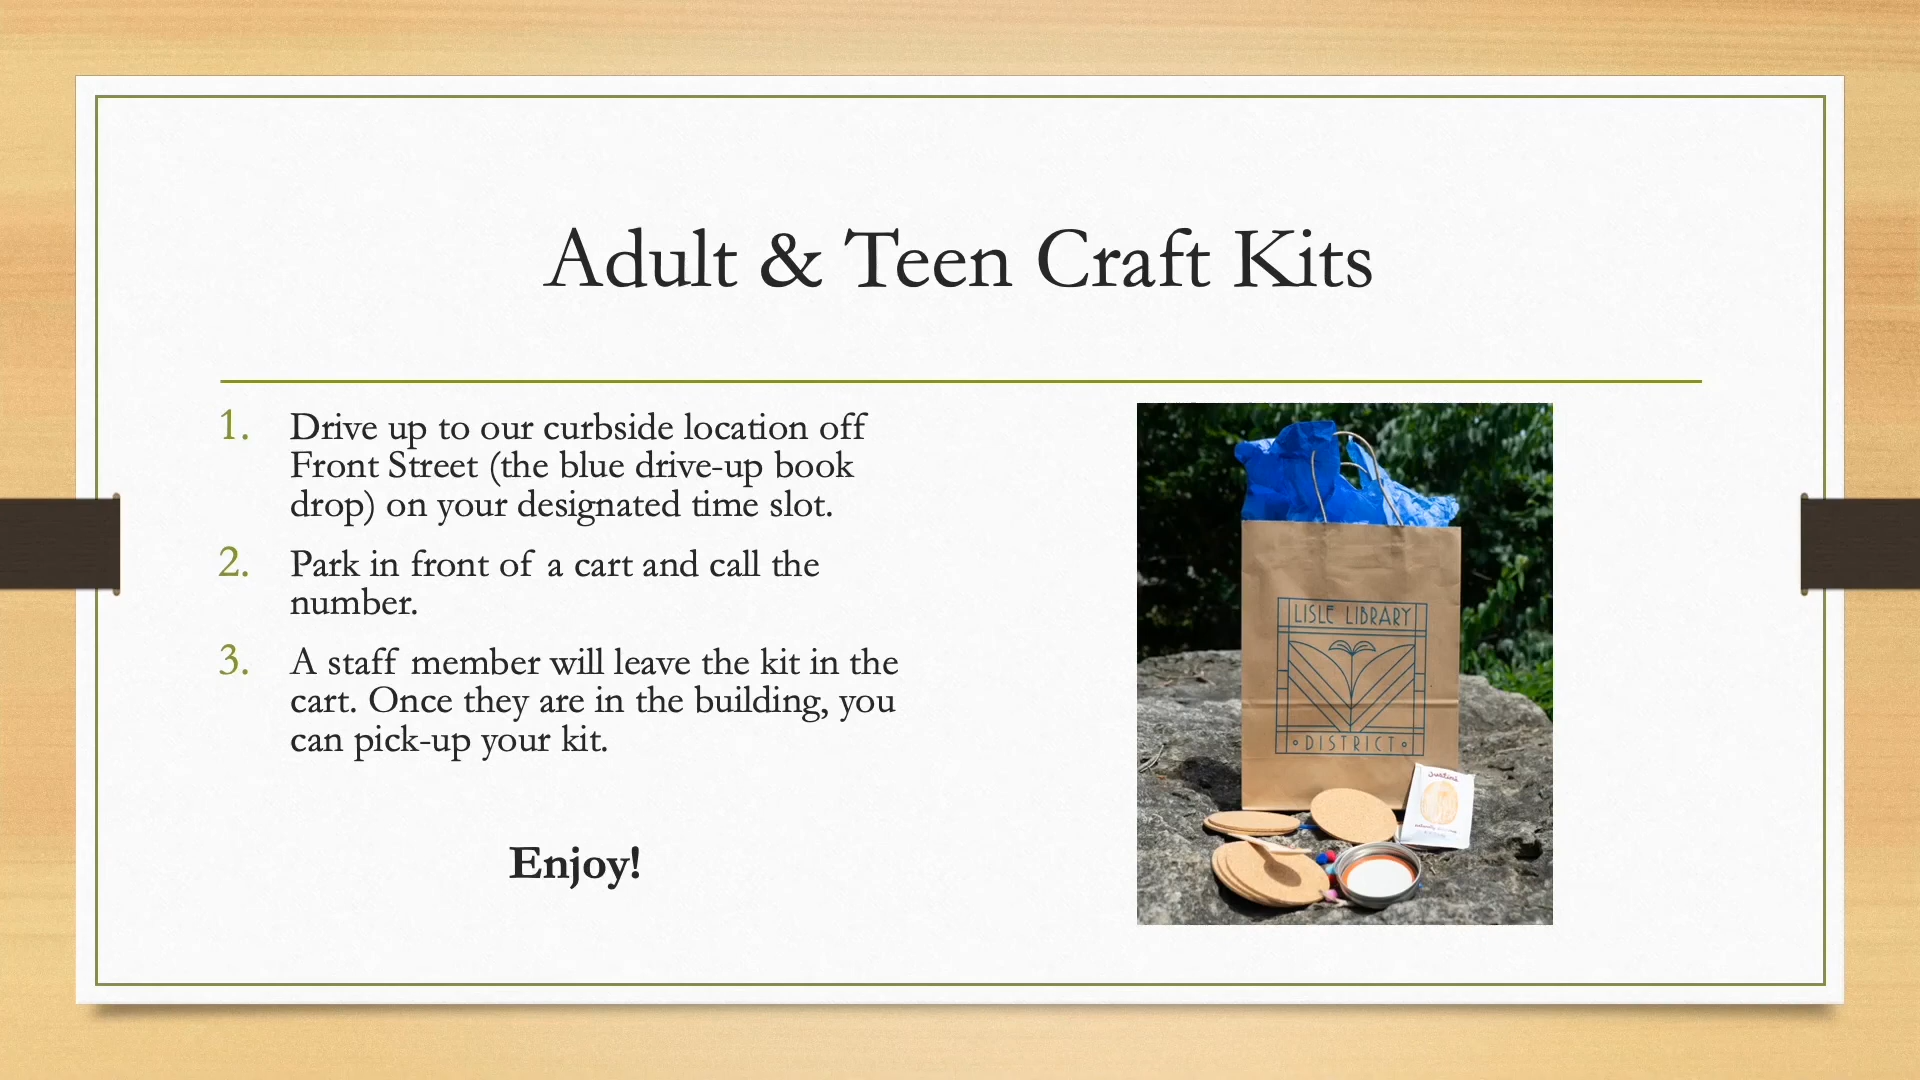 Adult & Teen Craft Kits
1. Drive up to our curbside location off
Front Street (the blue drive-up book
drop) on your designated time slot.
2. Park in front of a cart and call the
number.
3. A staff member will leave the kit in the
cart. Once they are in the building, you
can pick-up your kit.
Enjoy!
LISLE LIBRARY
DISTRICT
Justin's